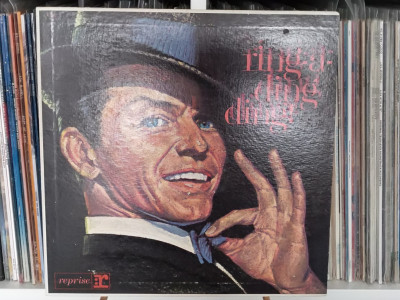 ring-a-
ding
ding!
reprise r